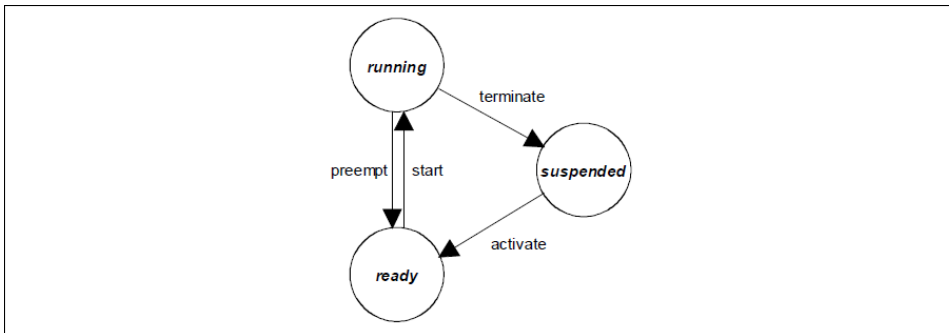 running
terminate
suspended
preempt
start
activate
ready